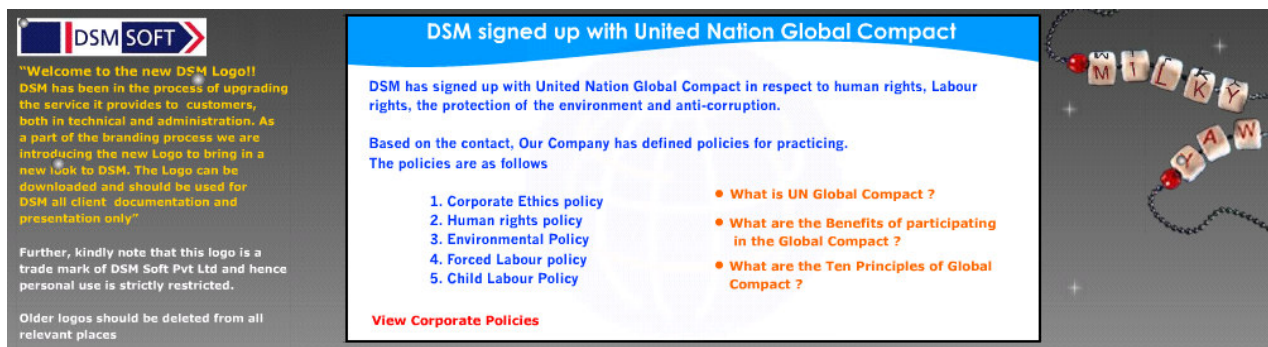 DSM SOFT
“Welcome to the new DSM Logo!!
DSM has been in the process of upgrading
the service it provides to customers,
both in technical and administration. As
a part of the branding process we are
introducing the new Logo to bring in a
new look to DSM. The Logo can be
downloaded and should be used for
DSM all client documentation and
presentation only”
Further, kindly note that this logo is a
trade mark of DSM Soft Pvt Ltd and hence
personal use is strictly restricted.
Older logos should be deleted from all
relevant places
DSM signed up with United Nation Global Compact
DSM has signed up with United Nation Global Compact in respect to human rights, Labour
rights, the protection of the environment and anti-corruption.
Based on the contact, Our Company has defined policies for practicing.
The policies are as follows
1. Corporate Ethics policy
2. Human rights policy
3. Environmental Policy
4. Forced Labour policy
5. Child Labour Policy
• What is UN Global Compact ?
• What are the Benefits of participating
in the Global Compact ?
• What are the Ten Principles of Global
Compact ?
View Corporate Policies
MILKY
YAW